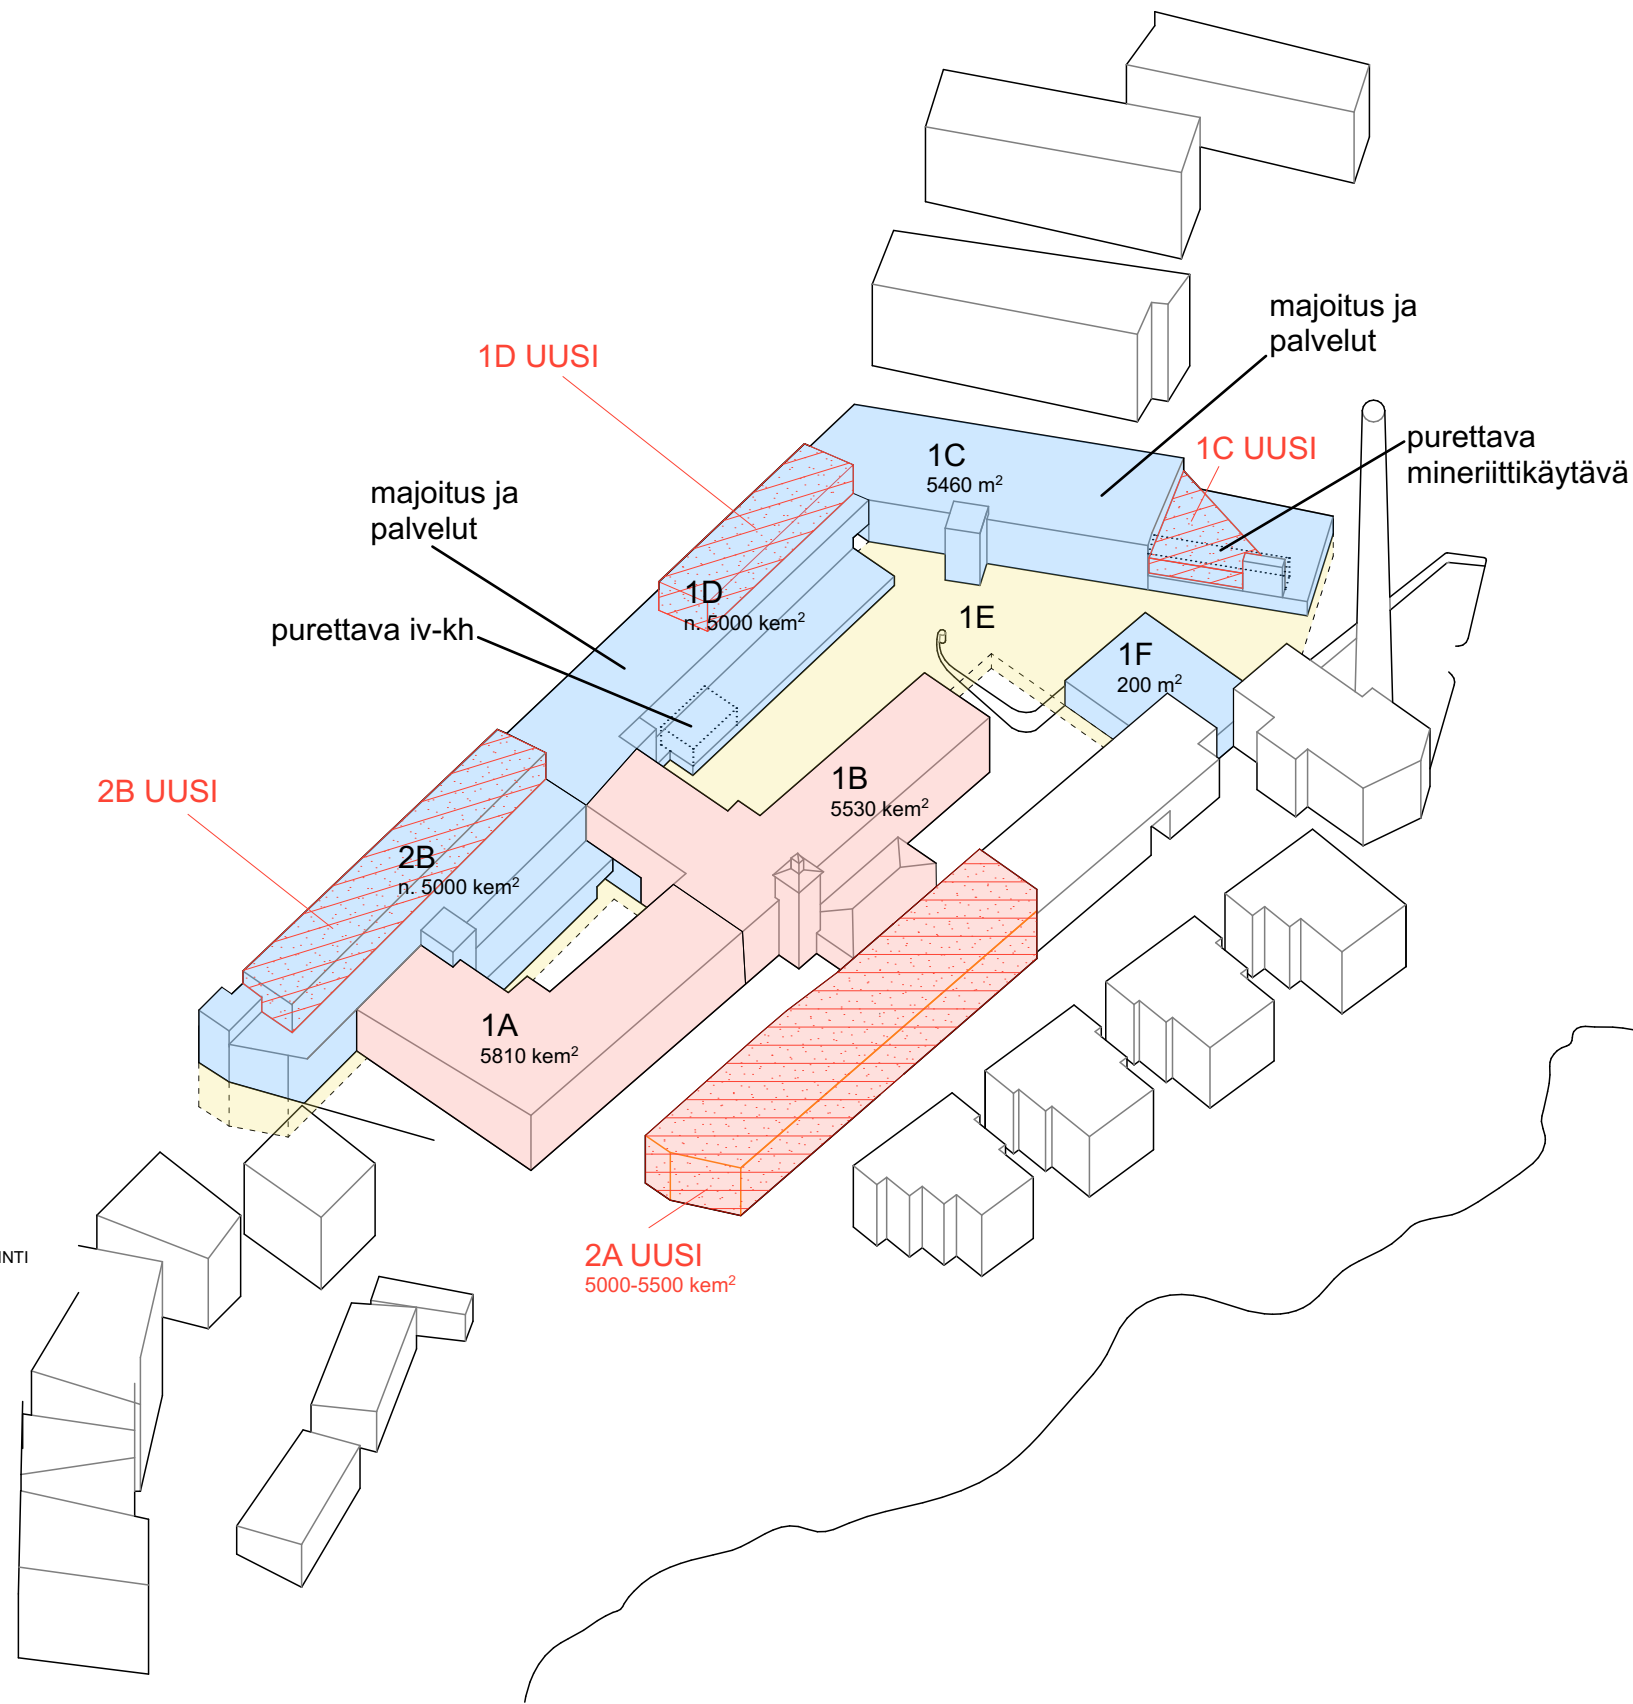 majoitus ja
palvelut
1D UUSI
1C UUSI
purettava
mineriittikäytävä
1C
5460 m²
majoitus ja
palvelut
1D
n. 5000 kem²
1E
purettava iv-kh
1F
200 m²
1B
5530 kem²
2B UUSI
2B
n. 5000 kem²
1A
5810 kem²
2A UUSI
5000-5500 kem²